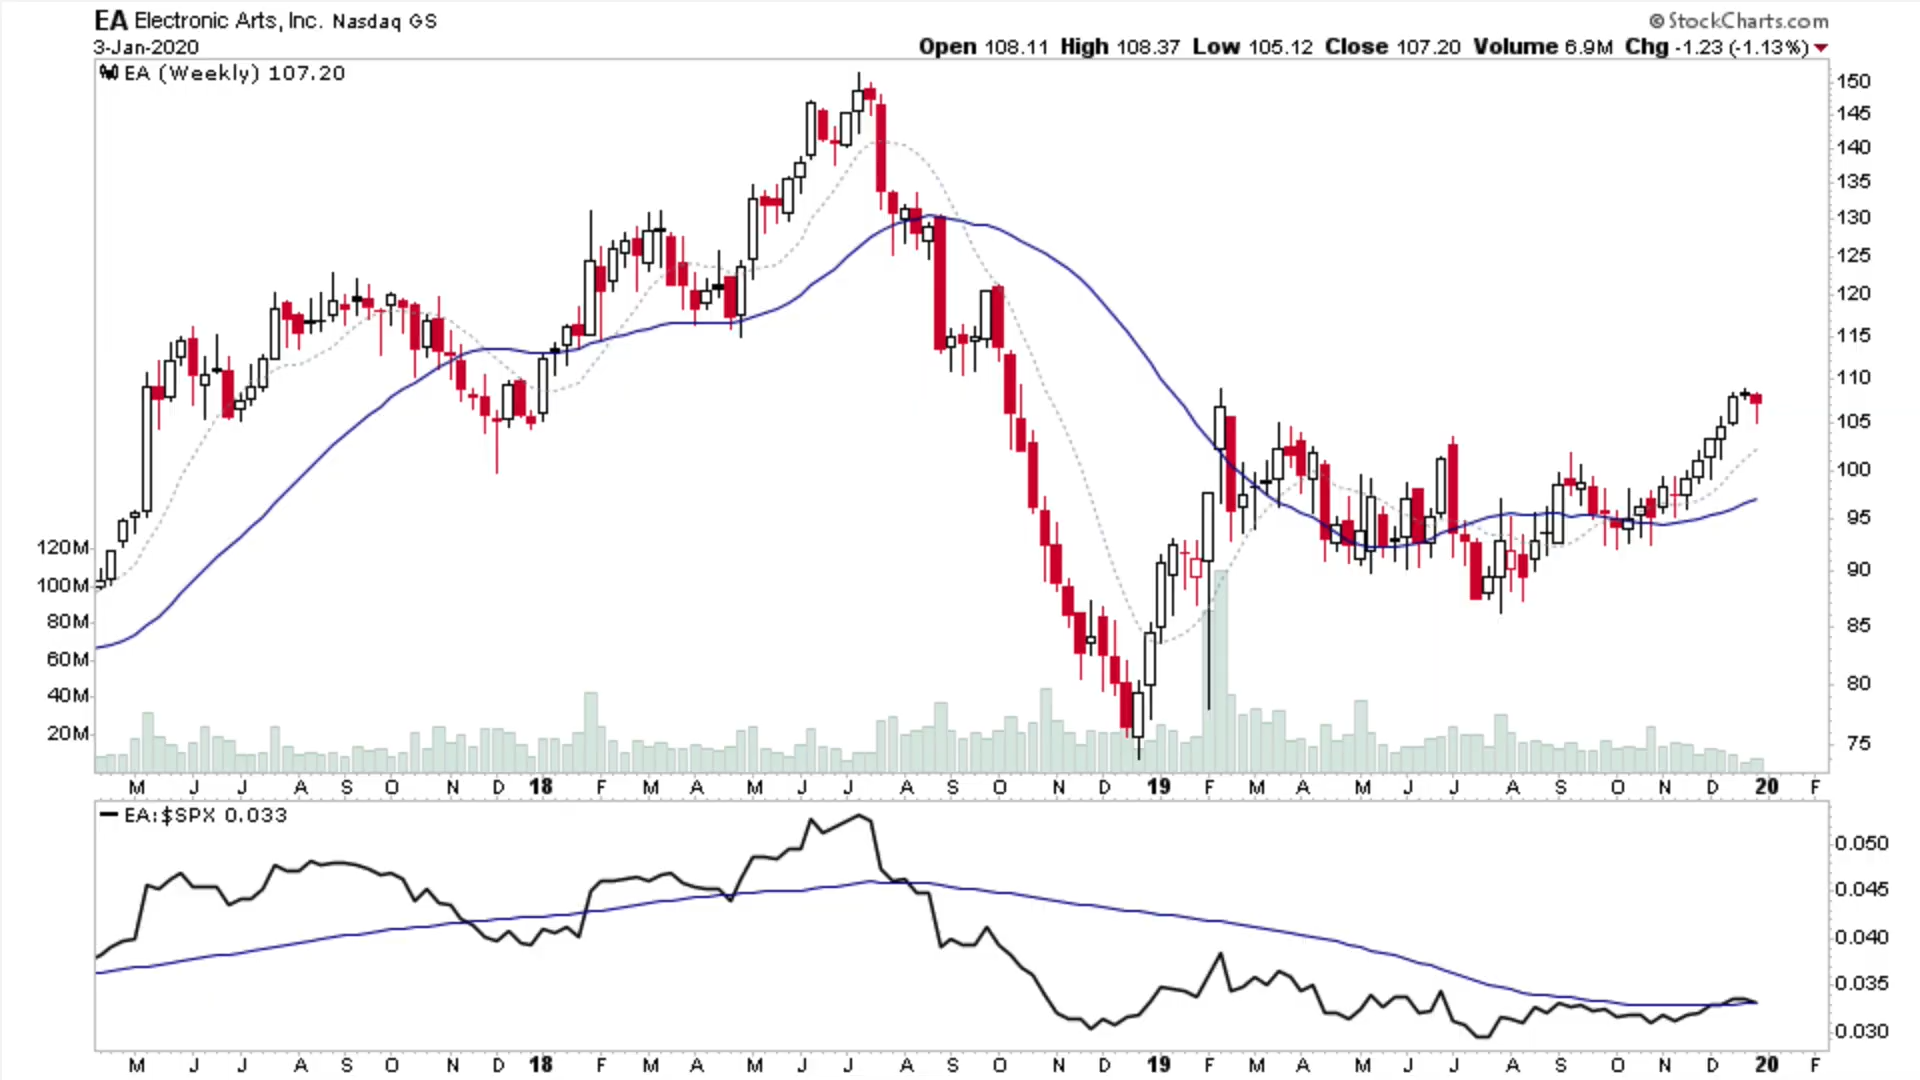 EA Electronic Arts, Inc. Nasdaq GS
© StockCharts.com
3-Jan-2020
Open 108.11 High 108.37 Low 105.12 Close 107.20 Volume 6.9M Chg -1.23 (-1.13%)
EA (Weekly) 107.20
150
145
140
135
130
125
120
115
110
105
100
95
90
85
80
75
120M
100M
80M
60M
40M
20M
M J J A S O N D 18 F M A M J J A S O N D 19 F M A M J J A S O N D 20 F
EA:$SPX 0.033
0.050
0.045
0.040
0.035
0.030
M J J A S O N D 18 F M A M J J A S O N D 19 F M A M J J A S O N D 20 F